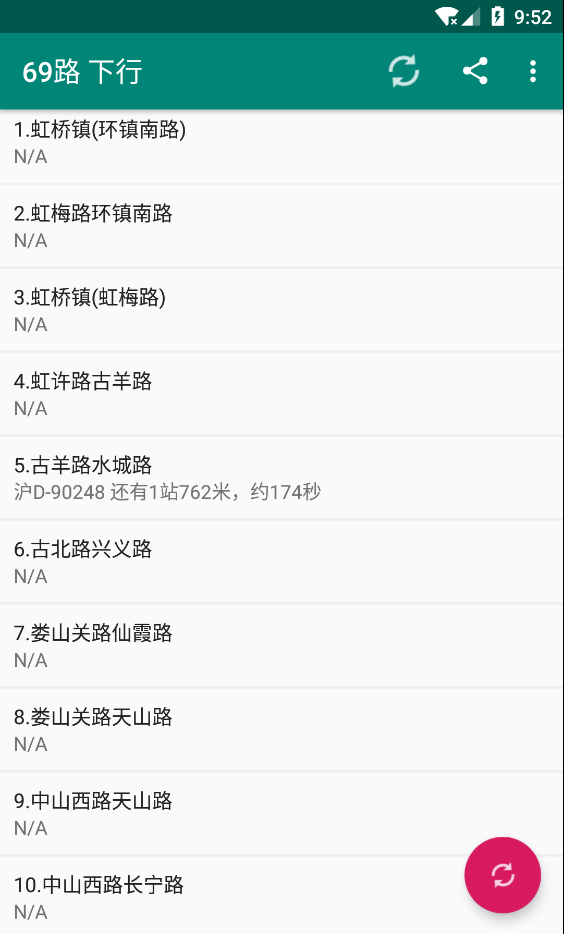 9:52
69路 下行
1.虹桥镇(环镇南路)
N/A
2.虹梅路环镇南路
N/A
3.虹桥镇(虹梅路)
N/A
4.虹许路古羊路
N/A
5.古羊路水城路
沪D-90248 还有1站762米，约174秒
6.古北路兴义路
N/A
7.娄山关路仙霞路
N/A
8.娄山关路天山路
N/A
9.中山西路天山路
N/A
10.中山西路长宁路
N/A